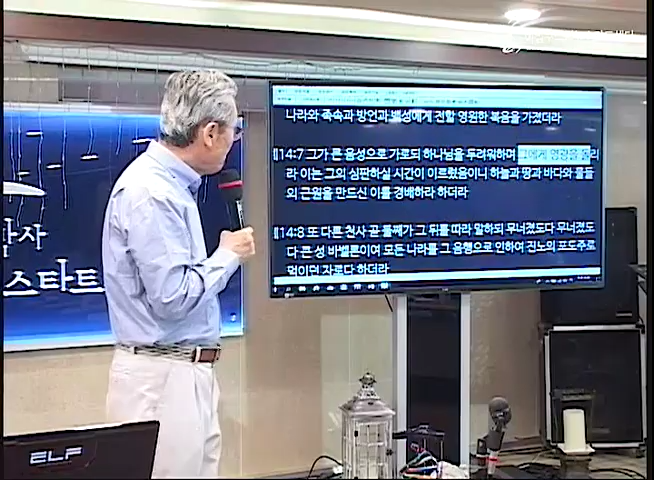 나라와 족속과 방언과 백성에게 전할 영원한 복음을 가졌더라
14:7 그가 큰 음성으로 가로되 하나님을 두려워하며 그에게 영광을 돌리
라 이는 그의 심판하실 시간이 이르렀음이니 하늘과 땅과 바다와 물들
의 근원을 만드신 이를 경배하라 하더라
14:8 또 다른 천사 곧 둘째가 그 뒤를 따라 말하되 무너졌도다 무너졌도
다 큰 성 바벨론이여 모든 나라를 그 음행으로 인하여 진노의 포도주로
먹이던 자로다 하더라
스타트
ELF